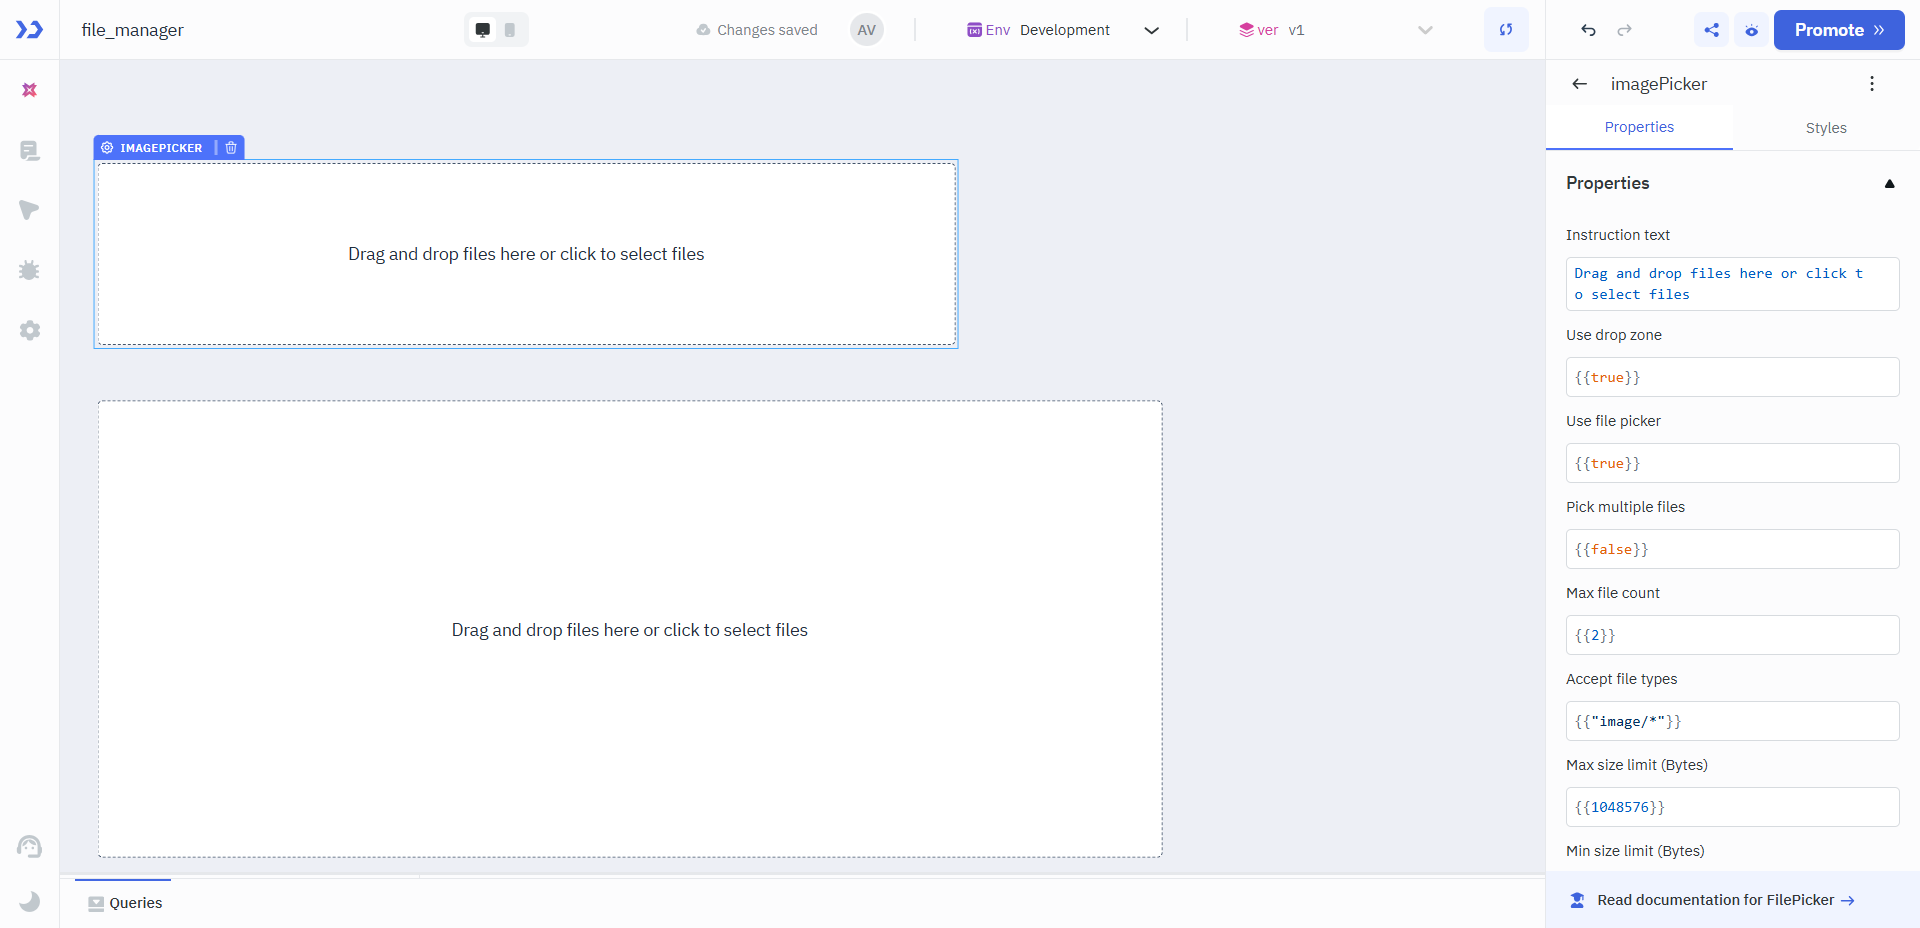 file_manager
Changes saved
AV
Env Development
ver v1
Promote
IMAGEPICKER
Drag and drop files here or click to select files
Drag and drop files here or click to select files
Queries
imagePicker
Properties
Styles
Properties
Instruction text
Drag and drop files here or click t
o select files
Use drop zone
{{true}}
Use file picker
{{true}}
Pick multiple files
{{false}}
Max file count
{{2}}
Accept file types
{{"image/*"}}
Max size limit (Bytes)
{{1048576}}
Min size limit (Bytes)
Read documentation for FilePicker